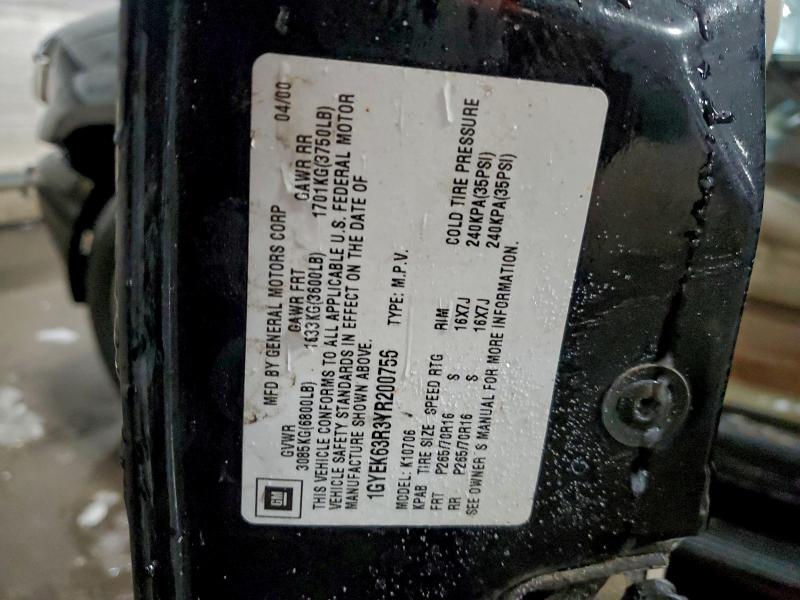 GM
MFD BY GENERAL MOTORS CORP 04/00
GVWR GAWR FRT GAWR RR
3085KG(6800LB) 1633KG(3600LB) 1701KG(3750LB)
THIS VEHICLE CONFORMS TO ALL APPLICABLE U.S. FEDERAL MOTOR
VEHICLE SAFETY STANDARDS IN EFFECT ON THE DATE OF
MANUFACTURE SHOWN ABOVE.
1GYEK63R3YR200755 TYPE: M.P.V.
MODEL: K10706
KPAB TIRE SIZE SPEED RTG RIM COLD TIRE PRESSURE
FRT P265/70R16 S 16X7J 240KPA(35PSI)
RR P265/70R16 S 16X7J 240KPA(35PSI)
SEE OWNER'S MANUAL FOR MORE INFORMATION.